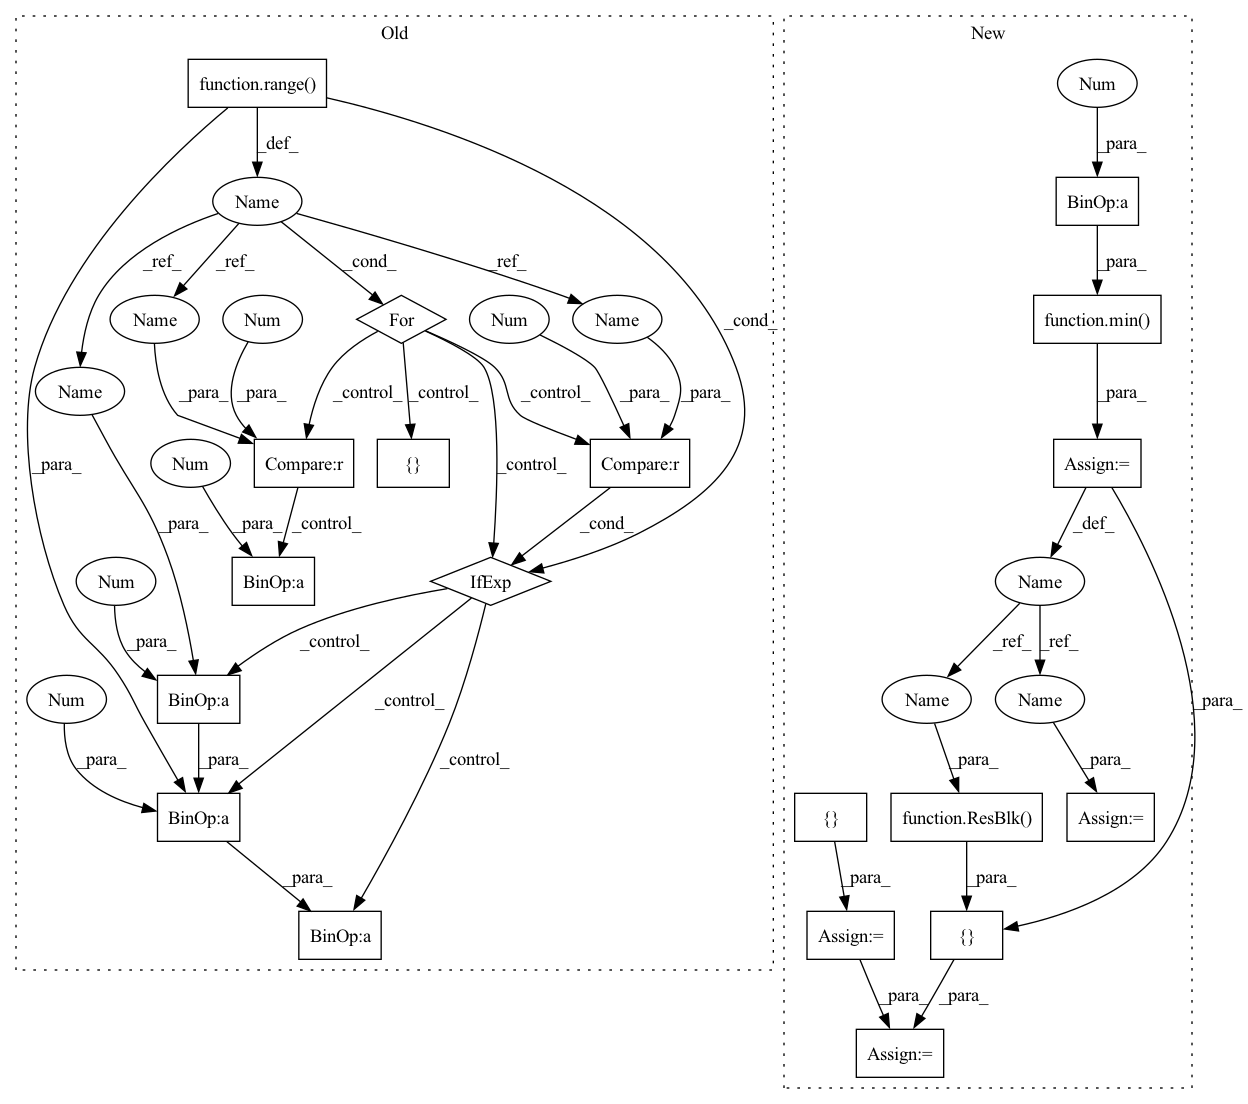 Old
New
function.range()
Num
_def_
_para_
Name
BinOp:a
_ref_
_ref_
_cond_
_ref_
_para_
Name
Num
For
Num
Name
_cond_
function.min()
Name
_para_
_para_
_control_
_control_
_control_
_para_
_para_
_para_
_para_
Num
Compare:r
{}
_control_
Compare:r
Assign:=
_para_
_para_
_control_
_cond_
_def_
Num
BinOp:a
IfExp
Name
_para_
_control_
_ref_
_ref_
Num
BinOp:a
_control_
Name
Name
_para_
_para_
_para_
_control_
_para_
_para_
BinOp:a
{}
function.ResBlk()
Assign:=
_para_
_para_
_para_
BinOp:a
Assign:=
{}
_para_
_para_
Assign:=